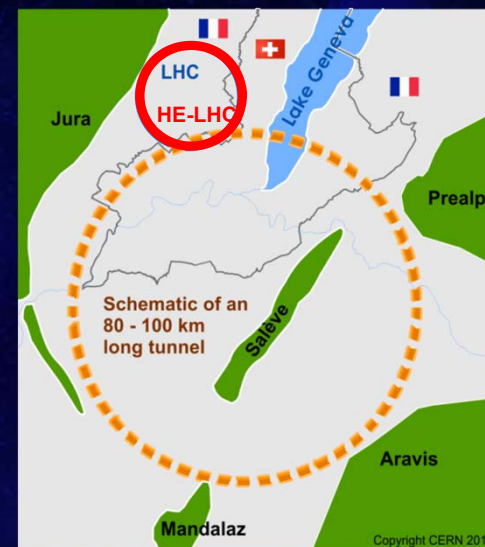 LHC
HE-LHC
Lake Geneva
Jura
Prealp
Schematic of an
80 - 100 km
long tunnel
Salève
Aravis
Mandalaz
Copyright CERN 201